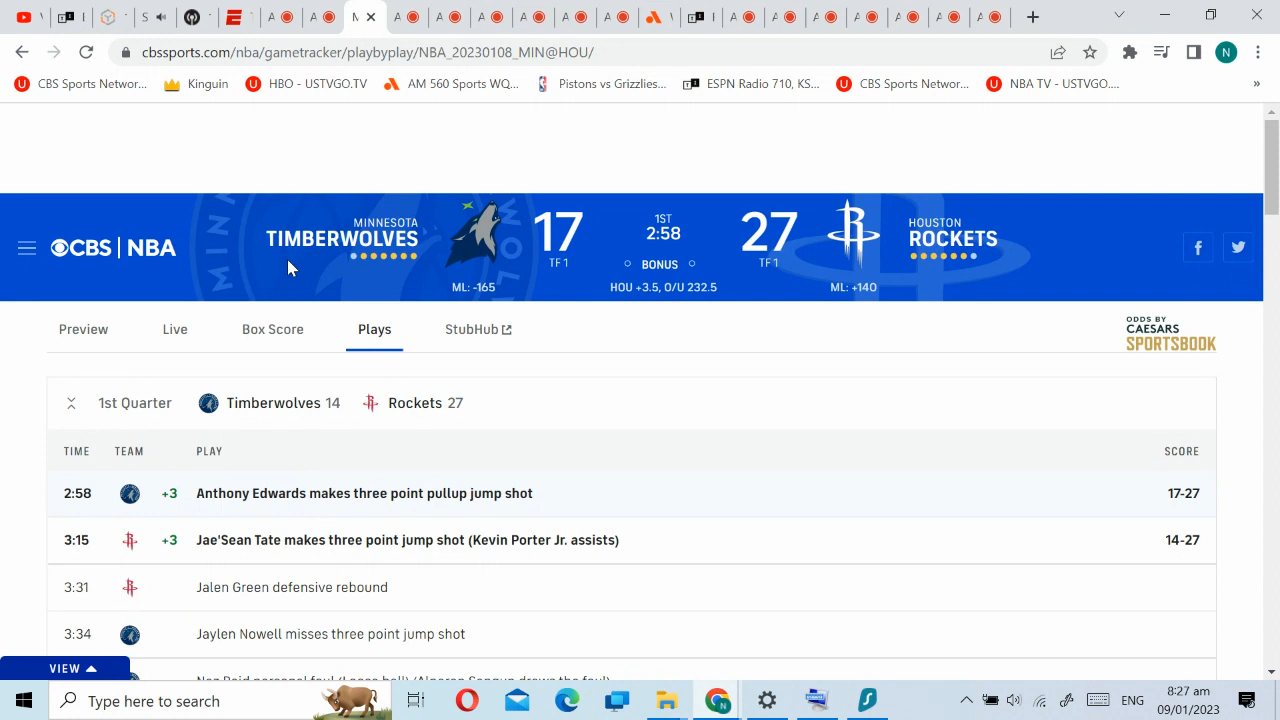 cbssports.com/nba/gametracker/playbyplay/NBA_20230108_MIN@HOU/
N
CBS Sports Networ... Kinguin HBO - USTVGO.TV AM 560 Sports WQ... Pistons vs Grizzlies... ESPN Radio 710, KS... CBS Sports Networ... NBA TV - USTVGO.... »
CBS | NBA
MINNESOTA
TIMBERWOLVES
ML: -165
17
TF 1
1ST
2:58
BONUS
HOU +3.5, O/U 232.5
27
TF 1
ML: +140
HOUSTON
ROCKETS
Preview Live Box Score Plays StubHub
ODDS BY
CAESARS
SPORTSBOOK
1st Quarter Timberwolves 14 Rockets 27
TIME TEAM PLAY SCORE
2:58 +3 Anthony Edwards makes three point pullup jump shot 17-27
3:15 +3 Jae'Sean Tate makes three point jump shot (Kevin Porter Jr. assists) 14-27
3:31 Jalen Green defensive rebound
3:34 Jaylen Nowell misses three point jump shot
VIEW
Type here to search
ENG
8:27 am
09/01/2023